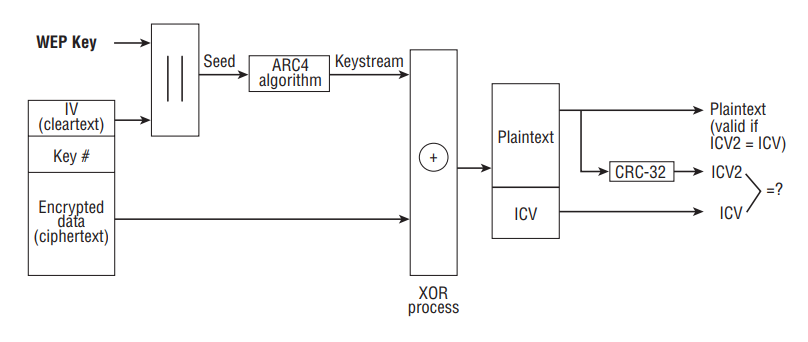 WEP Key
Seed
ARC4
algorithm
Keystream
IV
(cleartext)
Key #
Encrypted
data
(ciphertext)
+
XOR
process
Plaintext
ICV
CRC-32
Plaintext
(valid if
ICV2 = ICV)
ICV2
=?
ICV